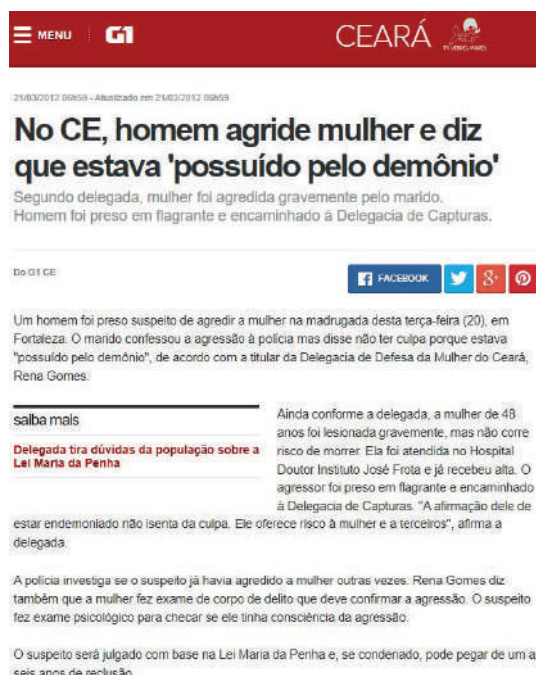 MENU G1 CEARÁ
21/03/2012 06h59 - Atualizado em 21/03/2012 06h59
No CE, homem agride mulher e diz
que estava 'possuído pelo demônio'
Segundo delegada, mulher foi agredida gravemente pelo marido.
Homem foi preso em flagrante e encaminhado à Delegacia de Capturas.
Do G1 CE
FACEBOOK
Um homem foi preso suspeito de agredir a mulher na madrugada desta terça-feira (20), em
Fortaleza. O marido confessou a agressão à polícia mas disse não ter culpa porque estava
"possuído pelo demônio", de acordo com a titular da Delegacia de Defesa da Mulher do Ceará,
Rena Gomes.
saiba mais
Delegada tira dúvidas da população sobre a
Lei Maria da Penha
Ainda conforme a delegada, a mulher de 48
anos foi lesionada gravemente, mas não corre
risco de morrer. Ela foi atendida no Hospital
Doutor Instituto José Frota e já recebeu alta. O
agressor foi preso em flagrante e encaminhado
à Delegacia de Capturas. "A afirmação dele de
estar endemoniado não isenta da culpa. Ele oferece risco à mulher e a terceiros", afirma a
delegada.
A polícia investiga se o suspeito já havia agredido a mulher outras vezes. Rena Gomes diz
também que a mulher fez exame de corpo de delito que deve confirmar a agressão. O suspeito
fez exame psicológico para checar se ele tinha consciência da agressão.
O suspeito será julgado com base na Lei Maria da Penha e, se condenado, pode pegar de um a
seis anos de reclusão.